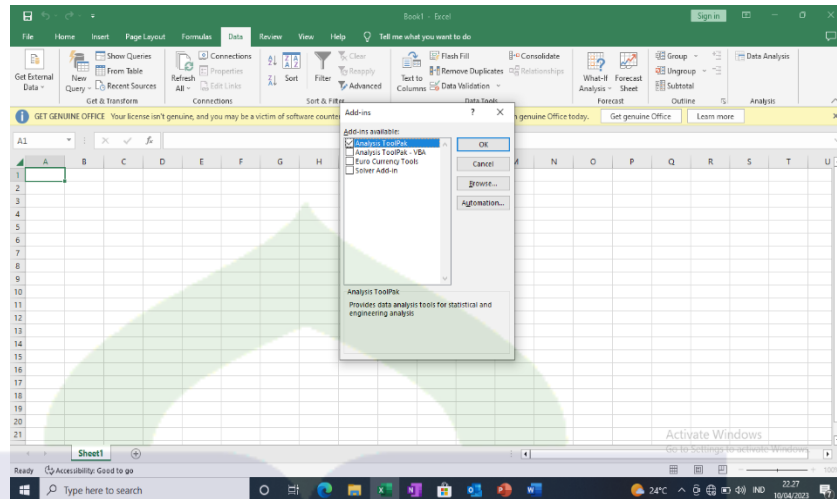 Book1 - Excel
Sign in
File Home Insert Page Layout Formulas Data Review View Help Tell me what you want to do
Get External Data
New Query
Show Queries
From Table
Recent Sources
Get & Transform
Refresh All
Connections
Properties
Edit Links
Connections
Sort
Filter
Clear
Reapply
Advanced
Sort & Filter
Text to Columns
Flash Fill
Remove Duplicates
Data Validation
Consolidate
Relationships
Data Tools
What-If Analysis
Forecast Sheet
Forecast
Group
Ungroup
Subtotal
Outline
Data Analysis
Analysis
GET GENUINE OFFICE Your license isn't genuine, and you may be a victim of software counter
genuine Office today.
Get genuine Office
Learn more
A1
fx
A B C D E F G H N O P Q R S T U
1
2
3
4
5
6
7
8
9
10
11
12
13
14
15
16
17
18
19
20
21
Add-ins ?
Add-ins available:
Analysis ToolPak
Analysis ToolPak - VBA
Euro Currency Tools
Solver Add-in
OK
Cancel
Browse...
Automation...
Analysis ToolPak
Provides data analysis tools for statistical and
engineering analysis
Activate Windows
Go to Settings to activate Windows.
Sheet1
Ready Accessibility: Good to go
Type here to search
24°C
IND
22.27
10/04/2023